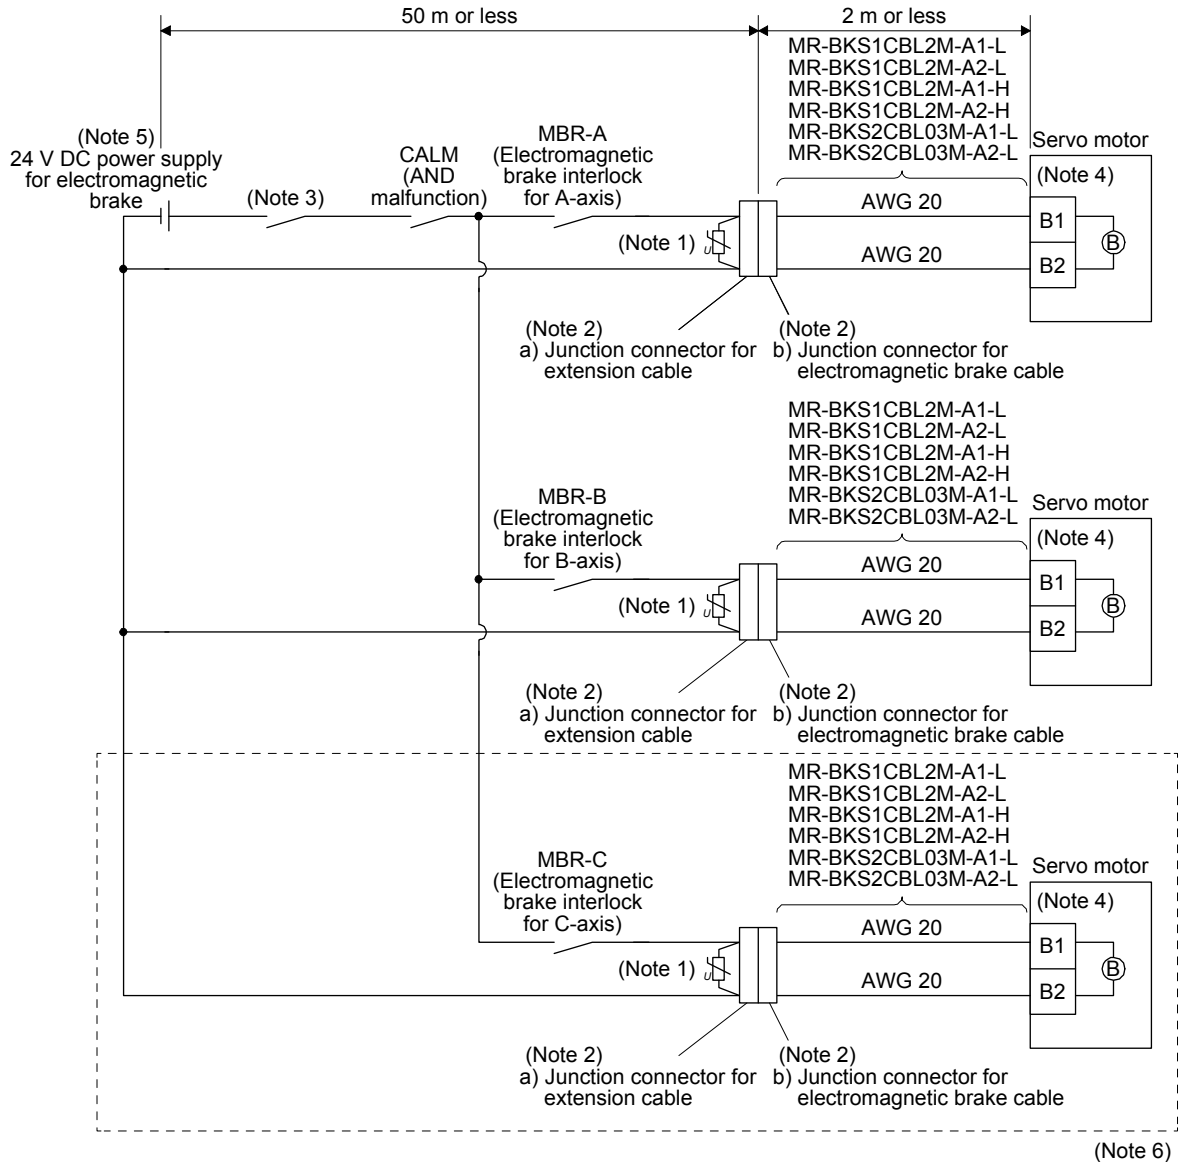 50 m or less
2 m or less
MR-BKS1CBL2M-A1-L
MR-BKS1CBL2M-A2-L
MR-BKS1CBL2M-A1-H
MR-BKS1CBL2M-A2-H
MR-BKS2CBL03M-A1-L
MR-BKS2CBL03M-A2-L
(Note 5)
24 V DC power supply
for electromagnetic
brake
(Note 3)
CALM
(AND
malfunction)
MBR-A
(Electromagnetic
brake interlock
for A-axis)
(Note 1)
U
AWG 20
AWG 20
Servo motor
(Note 4)
B1
B2
B
(Note 2)
a) Junction connector for
extension cable
(Note 2)
b) Junction connector for
electromagnetic brake cable
MR-BKS1CBL2M-A1-L
MR-BKS1CBL2M-A2-L
MR-BKS1CBL2M-A1-H
MR-BKS1CBL2M-A2-H
MR-BKS2CBL03M-A1-L
MR-BKS2CBL03M-A2-L
MBR-B
(Electromagnetic
brake interlock
for B-axis)
(Note 1)
U
AWG 20
AWG 20
Servo motor
(Note 4)
B1
B2
B
(Note 2)
a) Junction connector for
extension cable
(Note 2)
b) Junction connector for
electromagnetic brake cable
MR-BKS1CBL2M-A1-L
MR-BKS1CBL2M-A2-L
MR-BKS1CBL2M-A1-H
MR-BKS1CBL2M-A2-H
MR-BKS2CBL03M-A1-L
MR-BKS2CBL03M-A2-L
MBR-C
(Electromagnetic
brake interlock
for C-axis)
(Note 1)
U
AWG 20
AWG 20
Servo motor
(Note 4)
B1
B2
B
(Note 2)
a) Junction connector for
extension cable
(Note 2)
b) Junction connector for
electromagnetic brake cable
(Note 6)